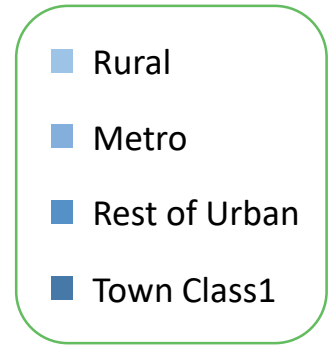 Rural
Metro
Rest of Urban
Town Class1